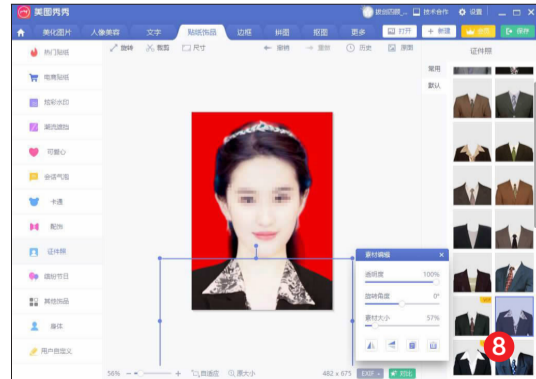 美图秀秀
技术合作 设置
美化图片 人像美容 文字 贴纸饰品 边框 拼图 抠图 更多 打开 新建 会员 保存
旋转 裁剪 尺寸 撤销 重做 历史 原图
证件照
热门贴纸
电商贴纸
炫彩水印
潮流遮挡
可爱心
会话气泡
卡通
配饰
证件照
缤纷节日
其他饰品
身体
用户自定义
常用
默认
素材编辑
透明度 100%
旋转角度 0°
素材大小 57%
8
56% 自适应 原大小 482 x 675 EXIF 对比